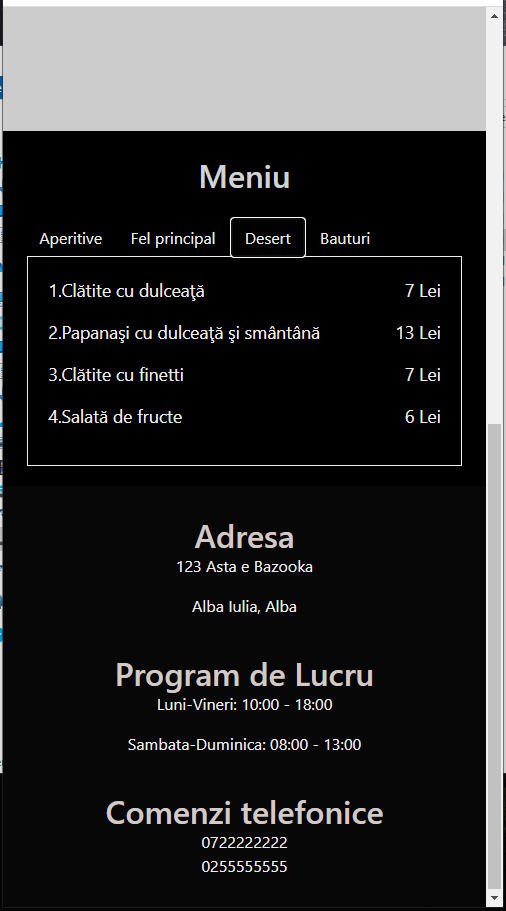 Meniu
Aperitive Fel principal Desert Bauturi
1.Clătite cu dulceaţă 7 Lei
2.Papanaşi cu dulceaţă şi smântână 13 Lei
3.Clătite cu finetti 7 Lei
4.Salată de fructe 6 Lei
Adresa
123 Asta e Bazooka
Alba Iulia, Alba
Program de Lucru
Luni-Vineri: 10:00 - 18:00
Sambata-Duminica: 08:00 - 13:00
Comenzi telefonice
0722222222
0255555555